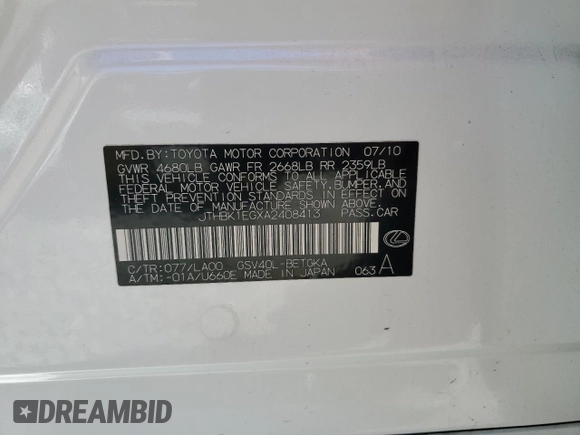 MFD.BY:TOYOTA MOTOR CORPORATION 07/10
GVWR 4680LB GAWR FR 2668LB RR 2359LB
THIS VEHICLE CONFORMS TO ALL APPLICABLE
FEDERAL MOTOR VEHICLE SAFETY, BUMPER, AND
THEFT PREVENTION STANDARDS IN EFFECT ON
THE DATE OF MANUFACTURE SHOWN ABOVE.
JTHBK1EGXA2408413 PASS.CAR
C/TR:077/LA00 GSV40L-BETGKA
A/TM:-01A/U660E MADE IN JAPAN 063 A
DREAMBID